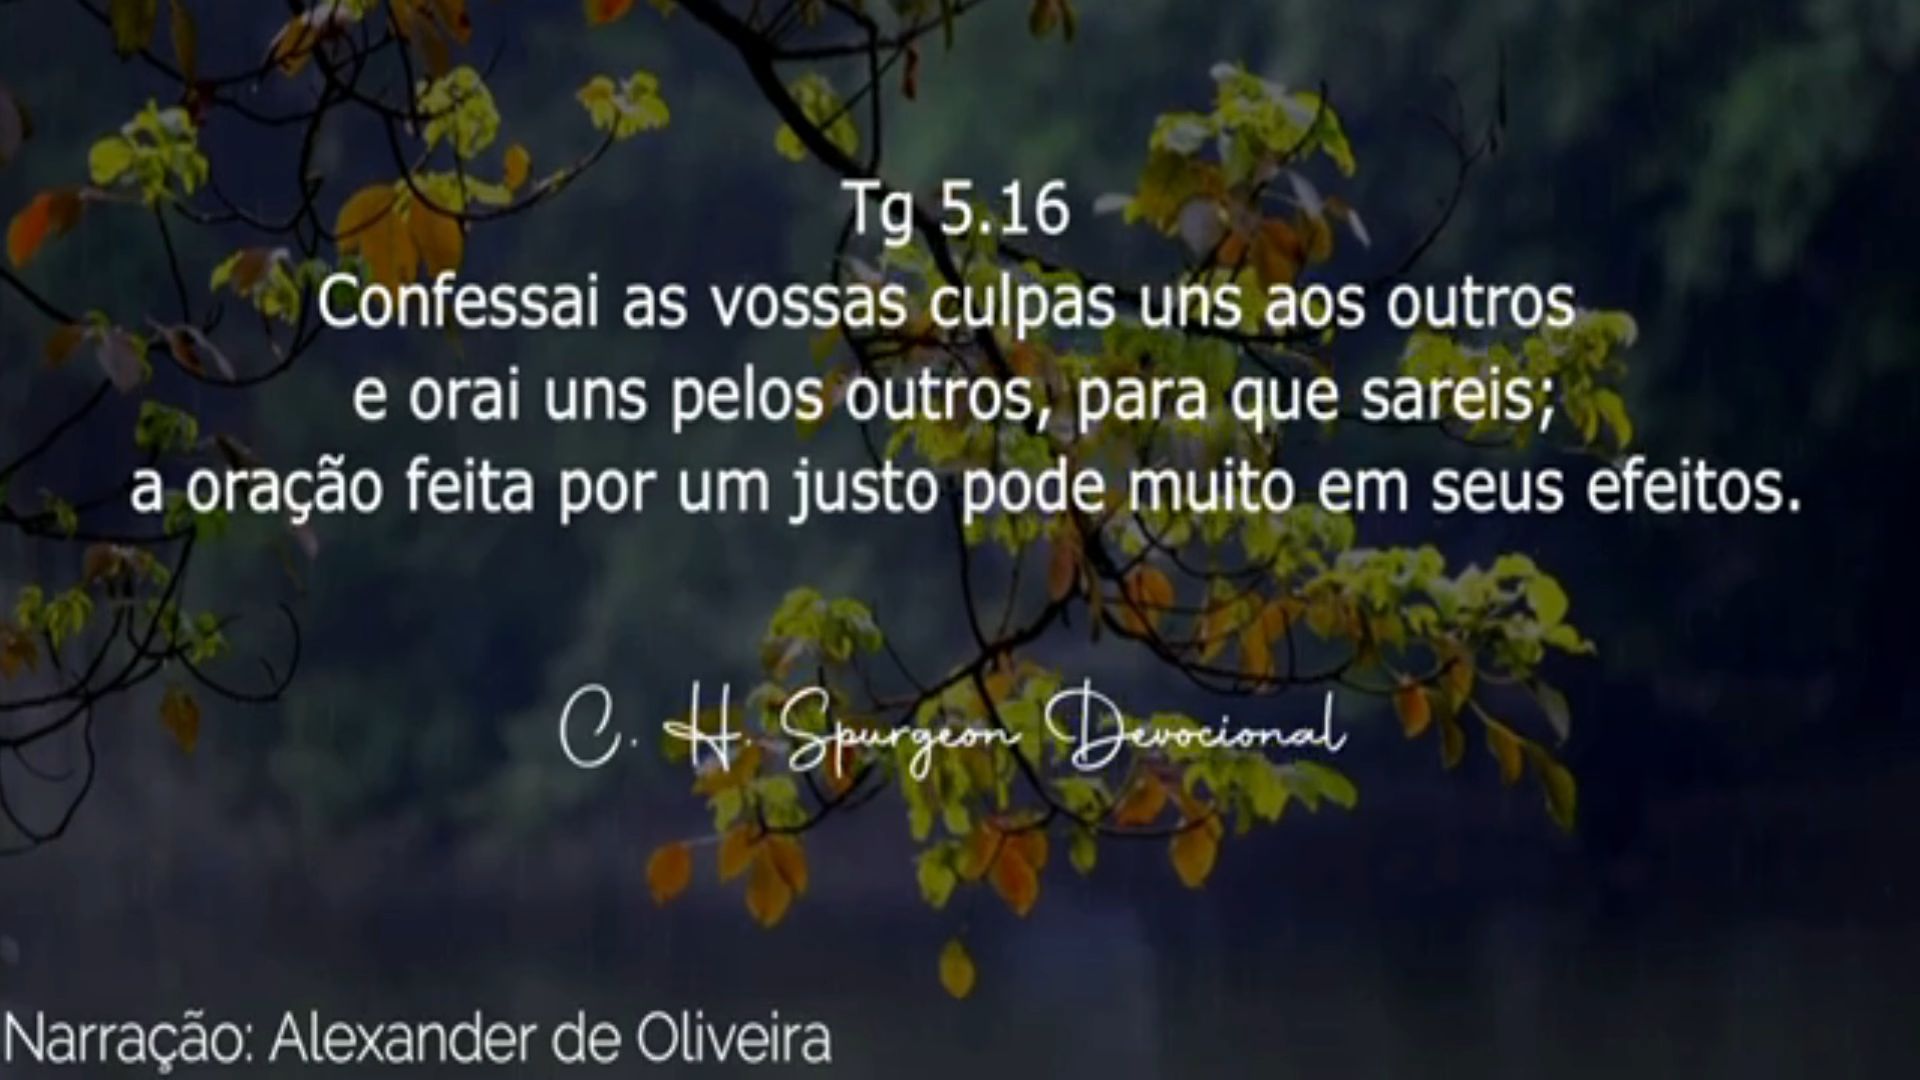 Tg 5.16
Confessai as vossas culpas uns aos outros
e orai uns pelos outros, para que sareis;
a oração feita por um justo pode muito em seus efeitos.
C. H. Spurgeon Devocional
Narração: Alexander de Oliveira